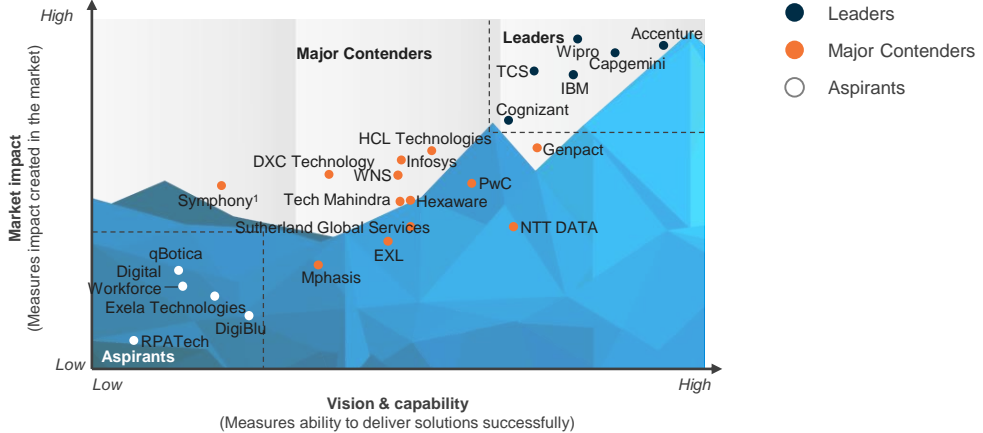 High
Leaders
Accenture
Leaders
Wipro
Major Contenders
Capgemini
Major Contenders
TCS
IBM
Aspirants
Cognizant
HCL Technologies
Genpact
DXC Technology
Infosys
WNS
PwC
Symphony¹
Tech Mahindra
Hexaware
Sutherland Global Services
NTT DATA
EXL
qBotica
Digital
Workforce
Mphasis
Exela Technologies
DigiBlu
RPATech
Aspirants
Market impact
(Measures impact created in the market)
Low
Low
High
Vision & capability
(Measures ability to deliver solutions successfully)